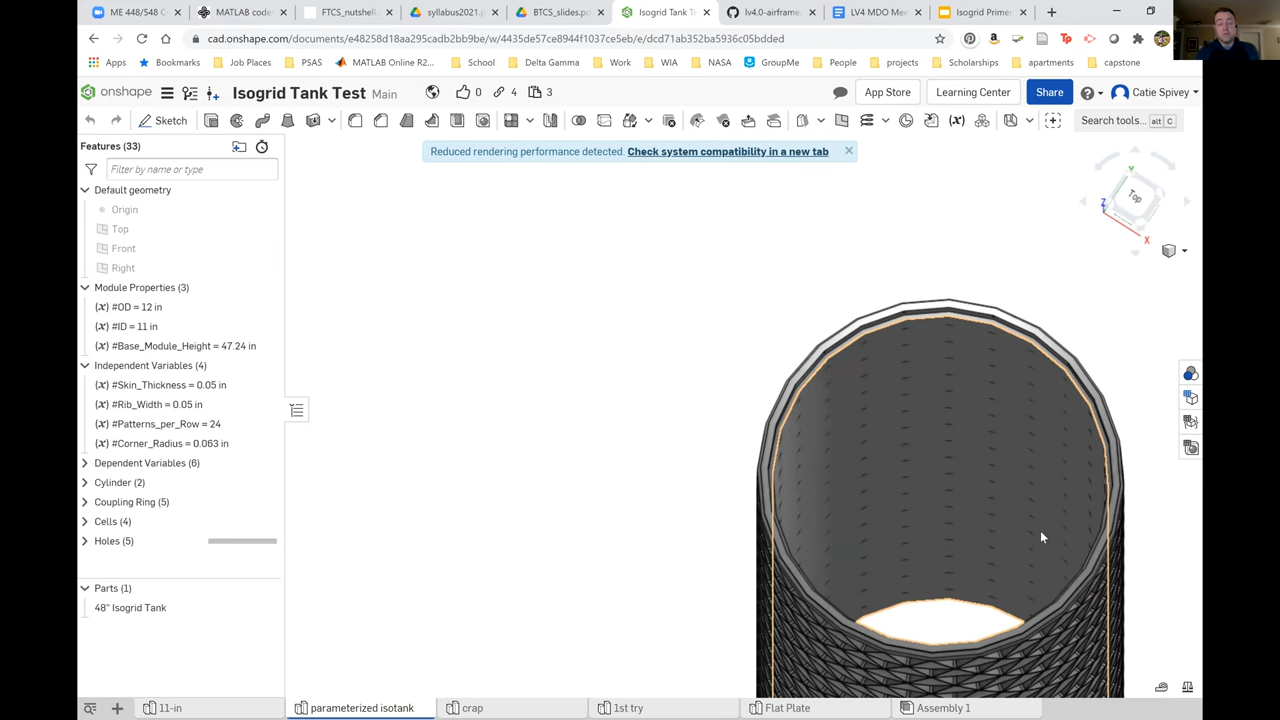 ME 448/548 C
MATLAB code
FTCS_nutshell.
syllabus2021.p
BTCS_slides.pd
Isogrid Tank T
lv4.0-airframe.
LV4 MDO Mee
Isogrid Primer
cad.onshape.com/documents/e48258d18aa295cadb2bb9be/w/4435de57ce8944f1037ce5eb/e/dcd71ab352ba5936c05bdded
Apps
Bookmarks
Job Places
PSAS
MATLAB Online R2...
School
Delta Gamma
Work
WIA
NASA
GroupMe
People
projects
Scholarships
apartments
capstone
onshape
Isogrid Tank Test Main
0
4
3
App Store
Learning Center
Share
Catie Spivey
Sketch
(x)
Search tools...
alt C
Features (33)
Reduced rendering performance detected. Check system compatibility in a new tab
Filter by name or type
Default geometry
Origin
Top
Front
Right
Module Properties (3)
(x) #OD = 12 in
(x) #ID = 11 in
(x) #Base_Module_Height = 47.24 in
Independent Variables (4)
(x) #Skin_Thickness = 0.05 in
(x) #Rib_Width = 0.05 in
(x) #Patterns_per_Row = 24
(x) #Corner_Radius = 0.063 in
Dependent Variables (6)
Cylinder (2)
Coupling Ring (5)
Cells (4)
Holes (5)
Parts (1)
48" Isogrid Tank
Top
Y
Z
X
11-in
parameterized isotank
crap
1st try
Flat Plate
Assembly 1